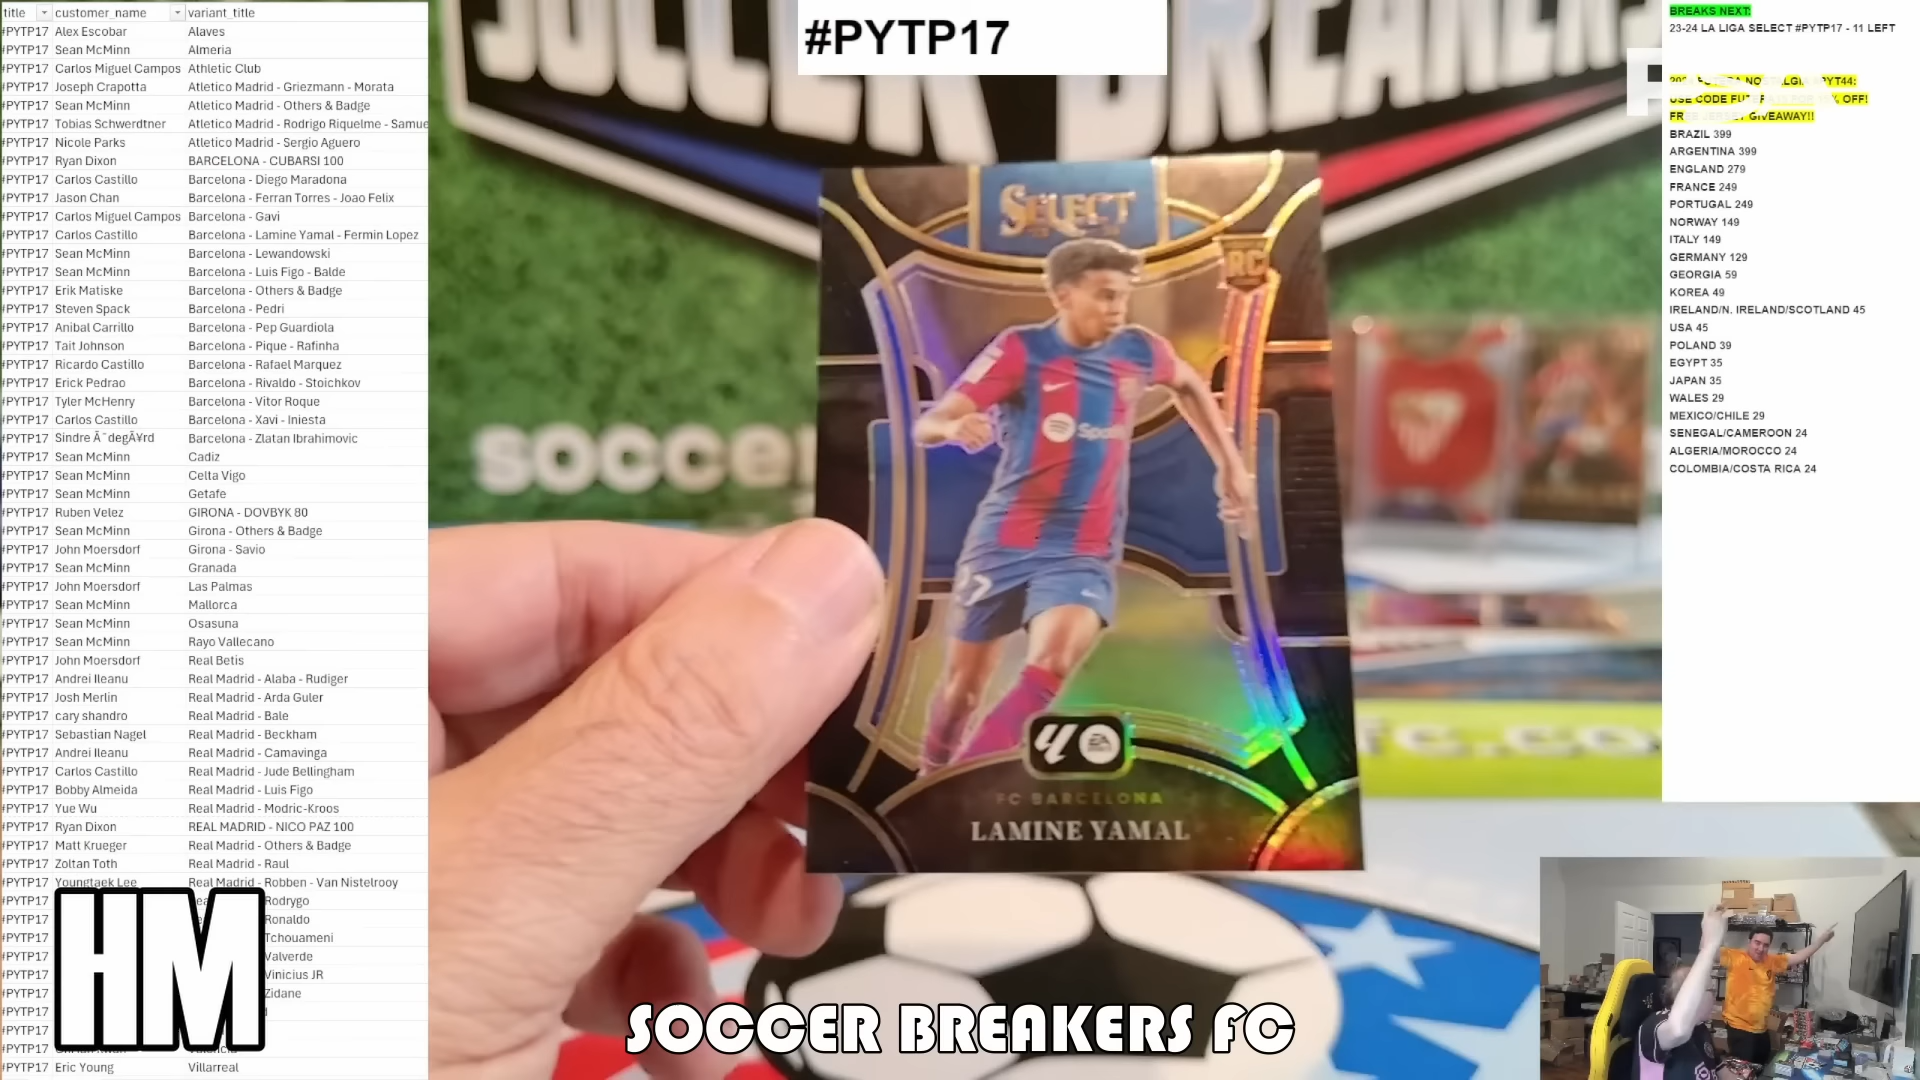 title customer_name variant_title
#PYTP17 Alex Escobar Alaves
#PYTP17 Sean McMinn Almeria
#PYTP17 Carlos Miguel Campos Athletic Club
#PYTP17 Joseph Crapotta Atletico Madrid - Griezmann - Morata
#PYTP17 Sean McMinn Atletico Madrid - Others & Badge
#PYTP17 Tobias Schwerdtner Atletico Madrid - Rodrigo Riquelme - Samue
#PYTP17 Nicole Parks Atletico Madrid - Sergio Aguero
#PYTP17 Ryan Dixon BARCELONA - CUBARSI 100
#PYTP17 Carlos Castillo Barcelona - Diego Maradona
#PYTP17 Jason Chan Barcelona - Ferran Torres - Joao Felix
#PYTP17 Carlos Miguel Campos Barcelona - Gavi
#PYTP17 Carlos Castillo Barcelona - Lamine Yamal - Fermin Lopez
#PYTP17 Sean McMinn Barcelona - Lewandowski
#PYTP17 Sean McMinn Barcelona - Luis Figo - Balde
#PYTP17 Erik Matiske Barcelona - Others & Badge
#PYTP17 Steven Spack Barcelona - Pedri
#PYTP17 Anibal Carrillo Barcelona - Pep Guardiola
#PYTP17 Tait Johnson Barcelona - Pique - Rafinha
#PYTP17 Ricardo Castillo Barcelona - Rafael Marquez
#PYTP17 Erick Pedrao Barcelona - Rivaldo - Stoichkov
#PYTP17 Tyler McHenry Barcelona - Vitor Roque
#PYTP17 Carlos Castillo Barcelona - Xavi - Iniesta
#PYTP17 Sindre Ã˜degÃ¥rd Barcelona - Zlatan Ibrahimovic
#PYTP17 Sean McMinn Cadiz
#PYTP17 Sean McMinn Celta Vigo
#PYTP17 Sean McMinn Getafe
#PYTP17 Ruben Velez GIRONA - DOVBYK 80
#PYTP17 Sean McMinn Girona - Others & Badge
#PYTP17 John Moersdorf Girona - Savio
#PYTP17 Sean McMinn Granada
#PYTP17 John Moersdorf Las Palmas
#PYTP17 Sean McMinn Mallorca
#PYTP17 Sean McMinn Osasuna
#PYTP17 Sean McMinn Rayo Vallecano
#PYTP17 John Moersdorf Real Betis
#PYTP17 Andrei Ileanu Real Madrid - Alaba - Rudiger
#PYTP17 Josh Merlin Real Madrid - Arda Guler
#PYTP17 cary shandro Real Madrid - Bale
#PYTP17 Sebastian Nagel Real Madrid - Beckham
#PYTP17 Andrei Ileanu Real Madrid - Camavinga
#PYTP17 Carlos Castillo Real Madrid - Jude Bellingham
#PYTP17 Bobby Almeida Real Madrid - Luis Figo
#PYTP17 Yue Wu Real Madrid - Modric-Kroos
#PYTP17 Ryan Dixon REAL MADRID - NICO PAZ 100
#PYTP17 Matt Krueger Real Madrid - Others & Badge
#PYTP17 Zoltan Toth Real Madrid - Raul
#PYTP17 Youngtaek Lee Real Madrid - Robben - Van Nistelrooy
#PYTP17 Rodrygo
#PYTP17 Ronaldo
#PYTP17 Tchouameni
#PYTP17 Valverde
#PYTP17 Vinicius JR
#PYTP17 Zidane
#PYTP17
#PYTP17
#PYTP17 Valencia
#PYTP17 Eric Young Villarreal
HM
#PYTP17
SOCCER BREAKERS
soccer
SELECT
RC
Spotify
17
EA
FC BARCELONA
LAMINE YAMAL
fc.co
SOCCER BREAKERS FC
BREAKS NEXT:
23-24 LA LIGA SELECT #PYTP17 - 11 LEFT
USE CODE OFF!
GIVEAWAY!!
BRAZIL 399
ARGENTINA 399
ENGLAND 279
FRANCE 249
PORTUGAL 249
NORWAY 149
ITALY 149
GERMANY 129
GEORGIA 59
KOREA 49
IRELAND/N. IRELAND/SCOTLAND 45
USA 45
POLAND 39
EGYPT 35
JAPAN 35
WALES 29
MEXICO/CHILE 29
SENEGAL/CAMEROON 24
ALGERIA/MOROCCO 24
COLOMBIA/COSTA RICA 24